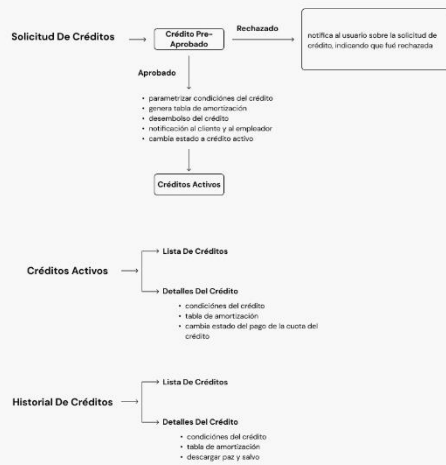 Solicitud De Créditos
Crédito Pre-
Aprobado
Rechazado
notifica al usuario sobre la solicitud de
crédito, indicando que fué rechazada
Aprobado
• parametrizar condiciónes del crédito
• genera tabla de amortización
• desembolso del crédito
• notificación al cliente y al empleador
• cambia estado a crédito activo
Créditos Activos
Créditos Activos
Lista De Créditos
Detalles Del Crédito
• condiciónes del crédito
• tabla de amortización
• cambia estado del pago de la cuota del
crédito
Historial De Créditos
Lista De Créditos
Detalles Del Crédito
• condiciónes del crédito
• tabla de amortización
• descargar paz y salvo